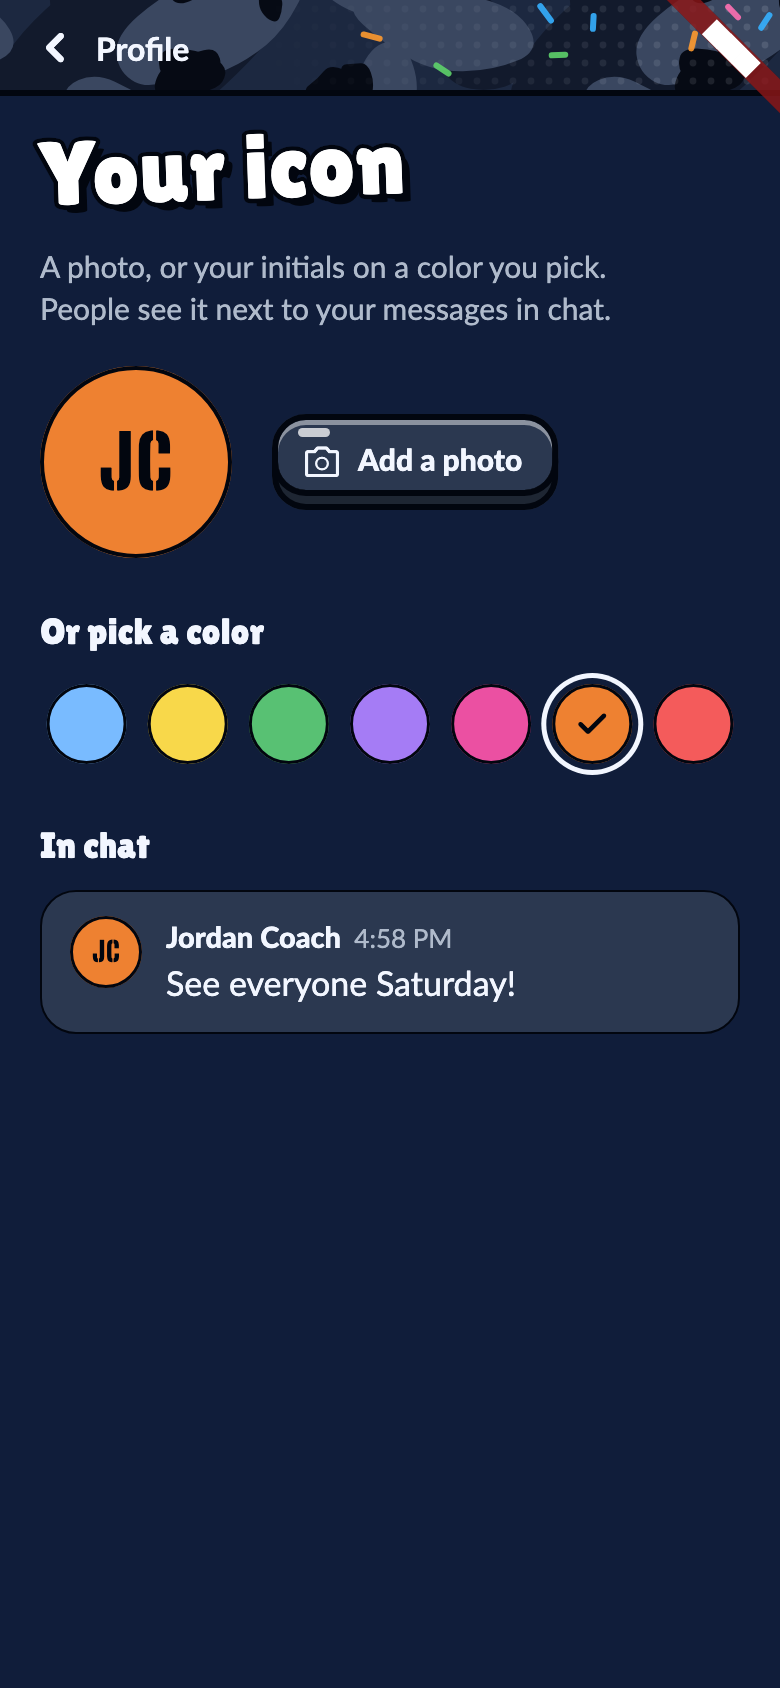 Profile
Your icon
A photo, or your initials on a color you pick.
People see it next to your messages in chat.
JC
Add a photo
Or pick a color
In chat
JC
Jordan Coach 4:58 PM
See everyone Saturday!